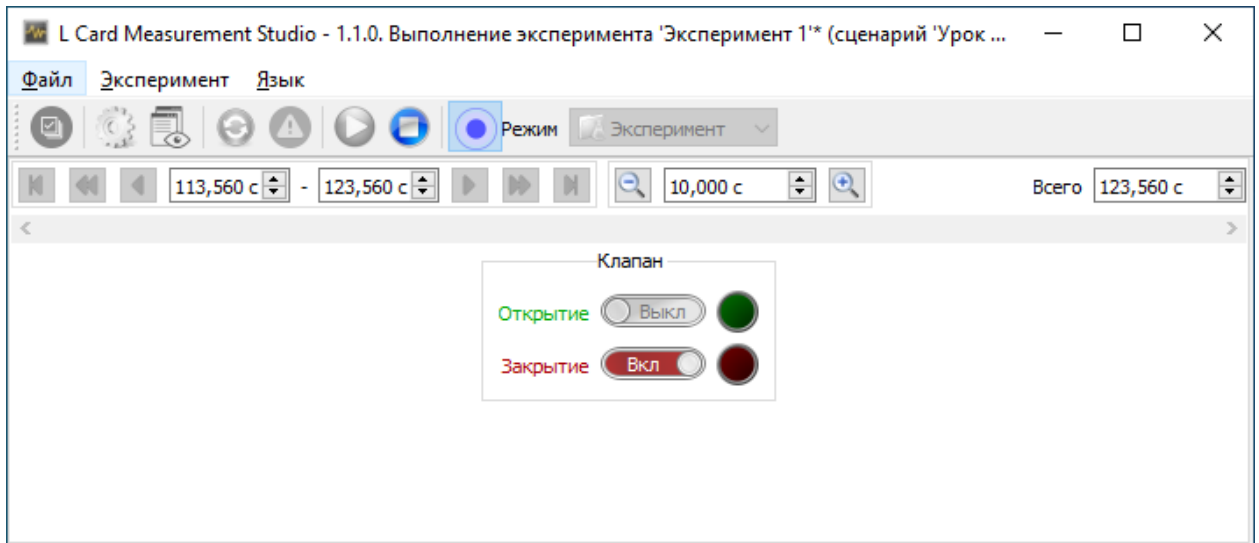 L Card Measurement Studio - 1.1.0. Выполнение эксперимента 'Эксперимент 1'* (сценарий 'Урок ...
Файл Эксперимент Язык
Режим Эксперимент
113,560 с - 123,560 с 10,000 с Всего 123,560 с
Клапан
Открытие Выкл
Закрытие Вкл